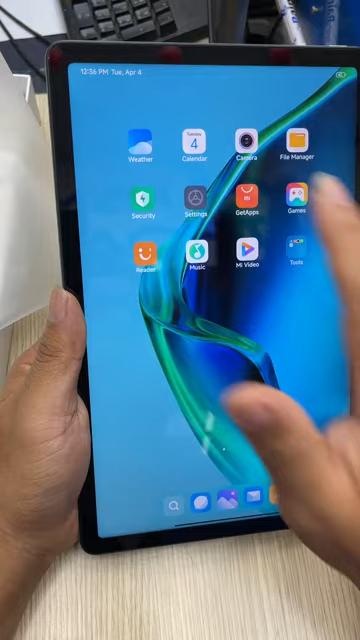 12:36 PM Tue, Apr 4
Tuesday
4
Weather Calendar Camera File Manager
Security Settings GetApps Games
Reader Music Mi Video Tools